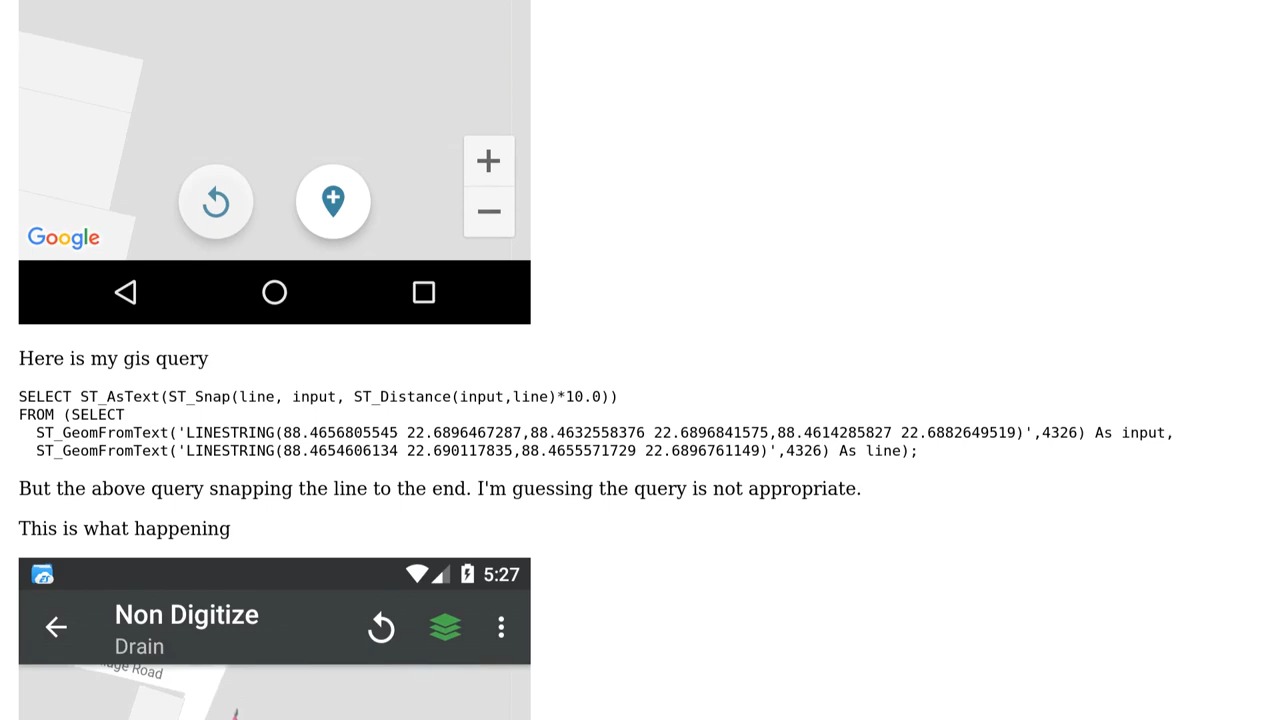 Google
Here is my gis query
SELECT ST_AsText(ST_Snap(line, input, ST_Distance(input,line)*10.0))
FROM (SELECT
  ST_GeomFromText('LINESTRING(88.4656805545 22.6896467287,88.4632558376 22.6896841575,88.4614285827 22.6882649519)',4326) As input,
  ST_GeomFromText('LINESTRING(88.4654606134 22.690117835,88.4655571729 22.6896761149)',4326) As line);
But the above query snapping the line to the end. I'm guessing the query is not appropriate.
This is what happening
5:27
Non Digitize
Drain
Road